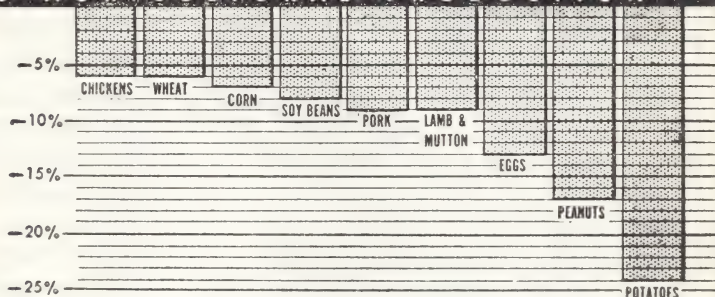 -5%
CHICKENS
WHEAT
CORN
SOY BEANS
PORK
LAMB &
MUTTON
-10%
EGGS
-15%
PEANUTS
-20%
-25%
POTATOES